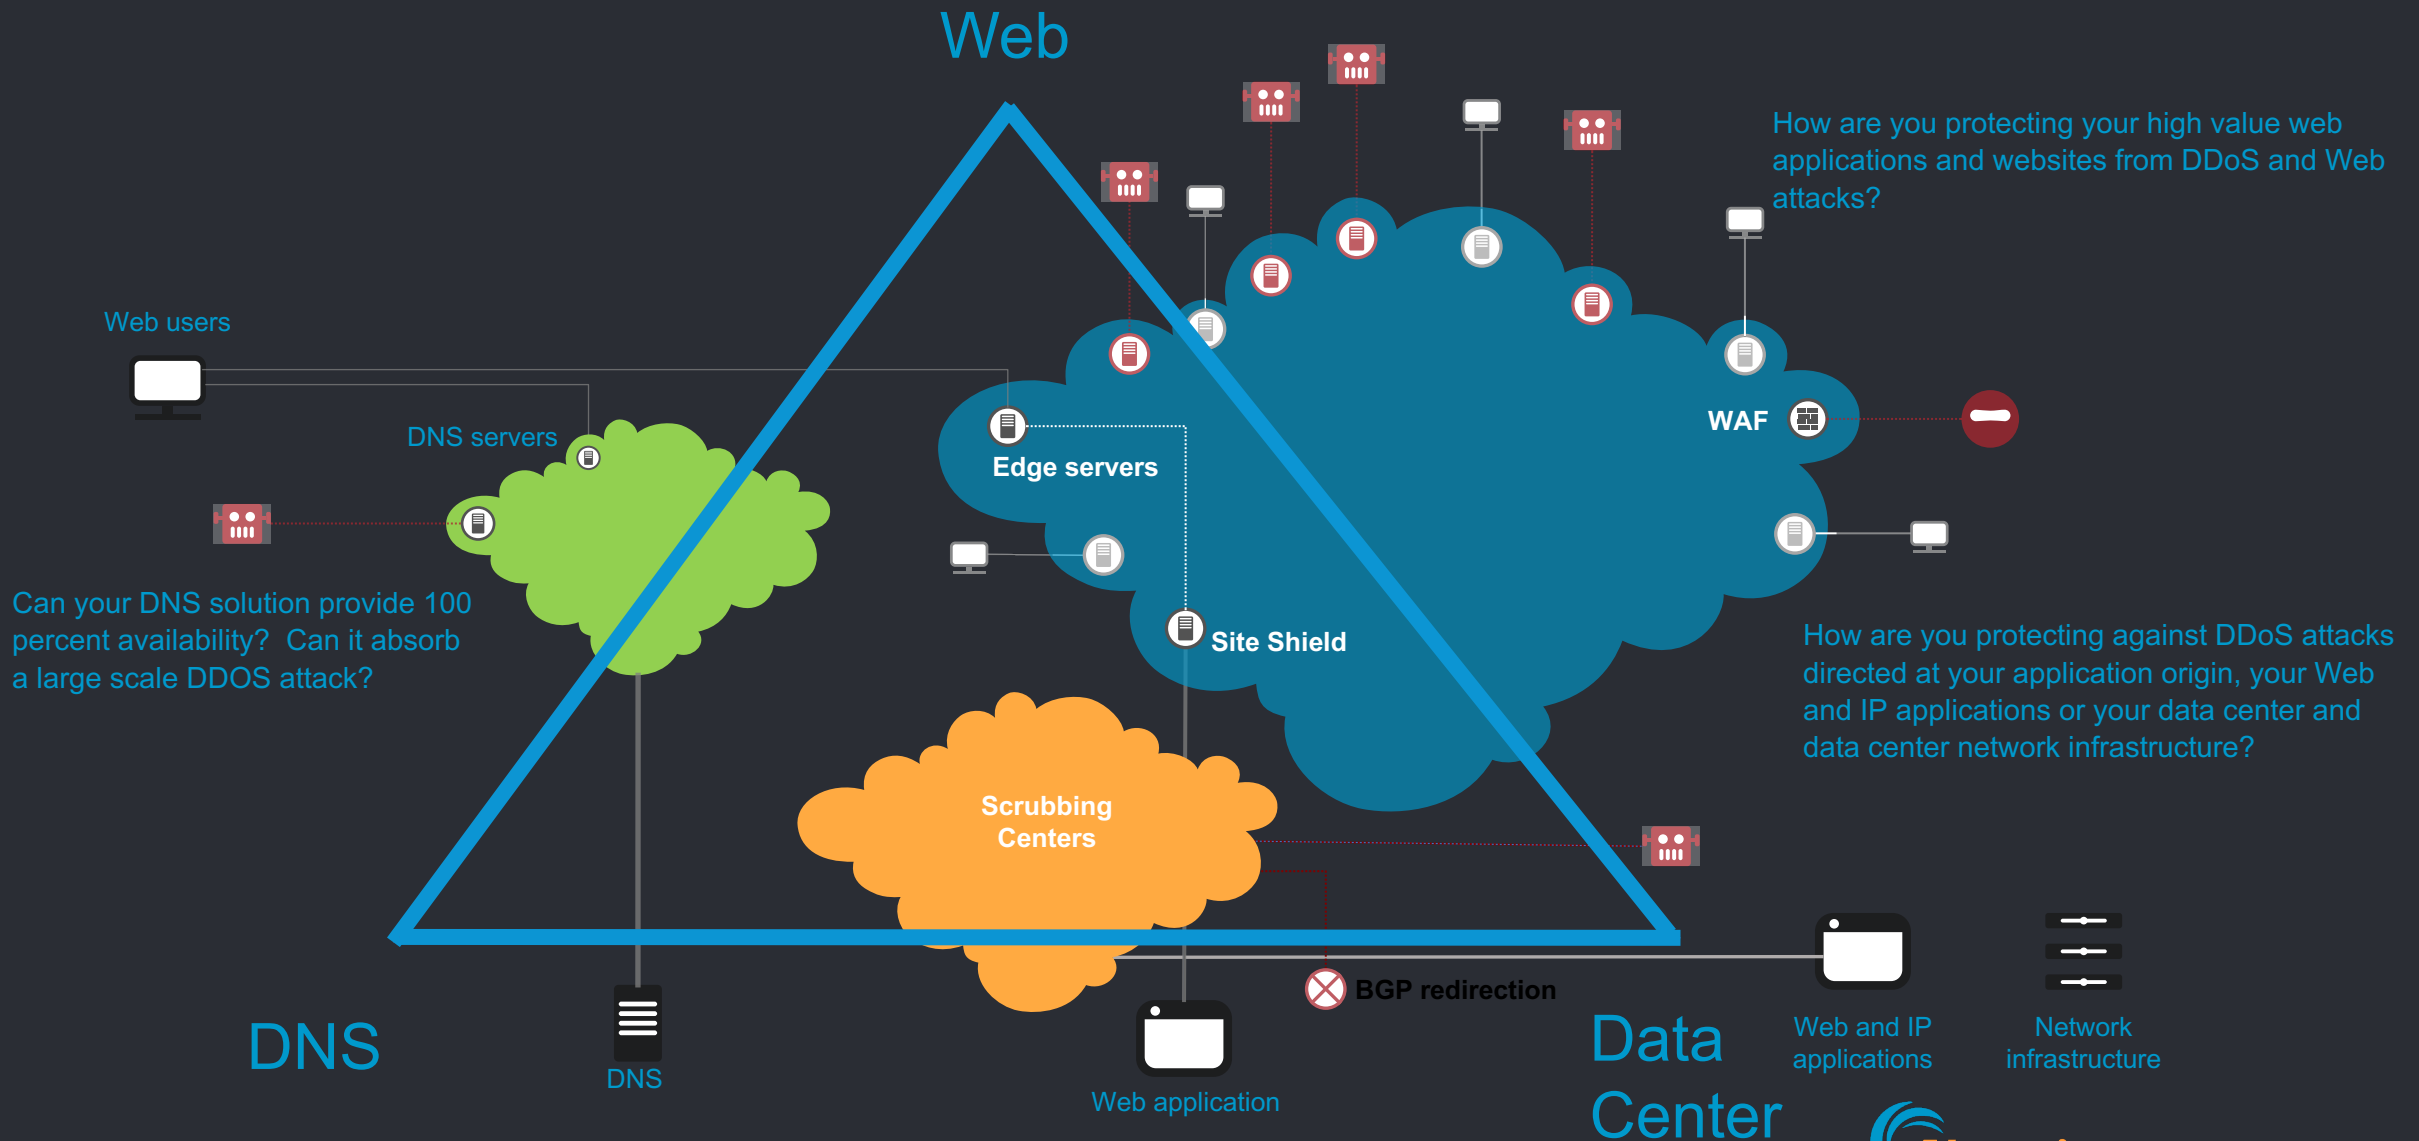 Web
How are you protecting your high value web
applications and websites from DDoS and Web
attacks?
Web users
DNS servers
WAF
Edge servers
Can your DNS solution provide 100
percent availability?  Can it absorb
a large scale DDOS attack?
Site Shield
How are you protecting against DDoS attacks
directed at your application origin, your Web
and IP applications or your data center and
data center network infrastructure?
Scrubbing
Centers
BGP redirection
DNS
DNS
Web application
Data
Center
Web and IP
applications
Network
infrastructure